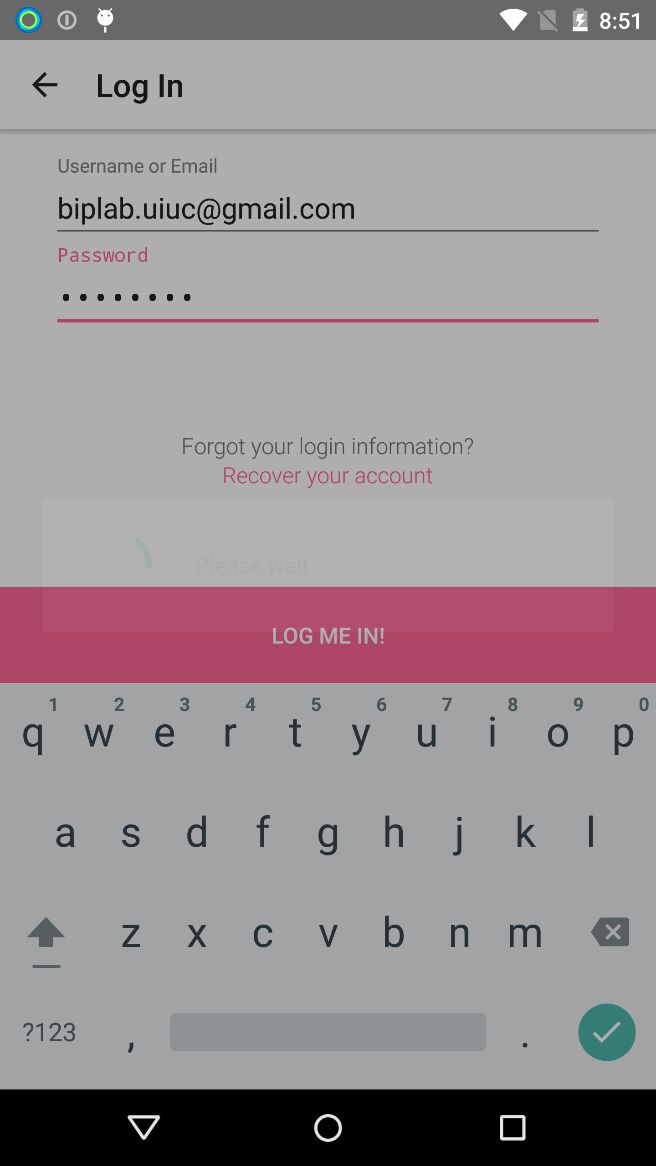 8:51
Log In
Username or Email
biplab.uiuc@gmail.com
Password
••••••••
Forgot your login information?
Recover your account
Please wait
LOG ME IN!
1 2 3 4 5 6 7 8 9 0
q w e r t y u i o p
a s d f g h j k l
z x c v b n m
?123 , .